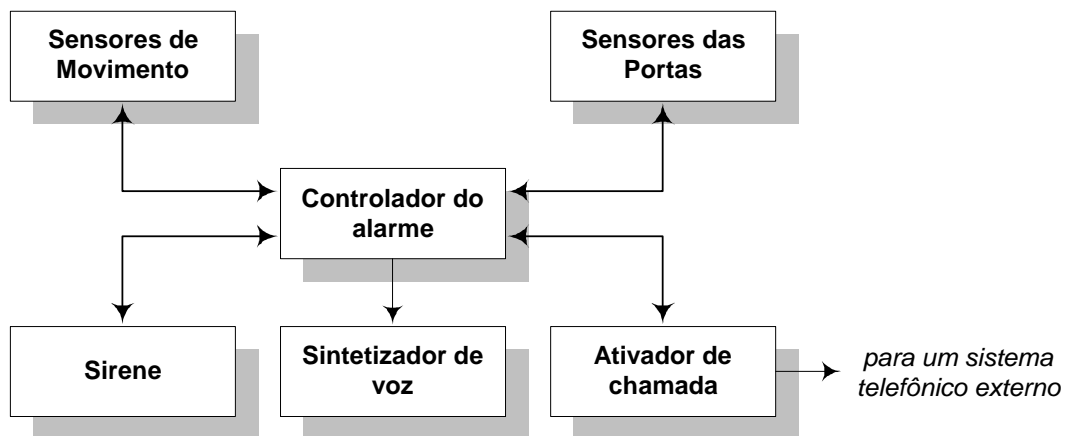 Sensores de
Movimento
Sensores das
Portas
Controlador do
alarme
Sirene
Sintetizador de
voz
Ativador de
chamada
para um sistema
telefônico externo